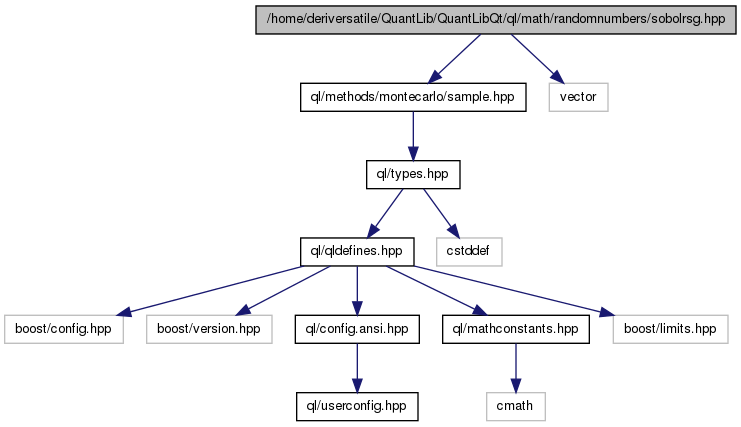 /home/deriversatile/QuantLib/QuantLibQt/ql/math/randomnumbers/sobolrsg.hpp
ql/methods/montecarlo/sample.hpp
vector
ql/types.hpp
ql/qldefines.hpp
cstddef
boost/config.hpp
boost/version.hpp
ql/config.ansi.hpp
ql/mathconstants.hpp
boost/limits.hpp
ql/userconfig.hpp
cmath